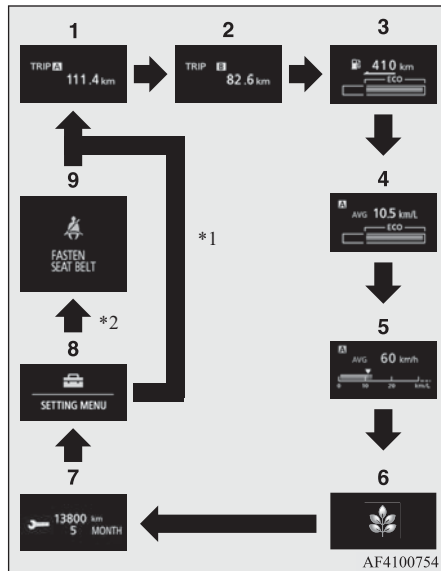 1
TRIP A
111.4 km
2
TRIP B
82.6 km
3
410 km
ECO
4
A
AVG 10.5 km/L
ECO
5
A
AVG 60 km/h
0 10 20 km/L
6
7
13800 km
5 MONTH
8
SETTING MENU
*2
9
FASTEN
SEAT BELT
*1
AF4100754